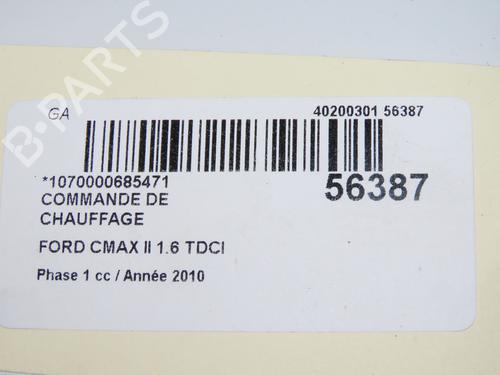 GA
40200301 56387
*1070000685471
56387
COMMANDE DE
CHAUFFAGE
FORD CMAX II 1.6 TDCI
Phase 1 cc / Année 2010
B-PARTS